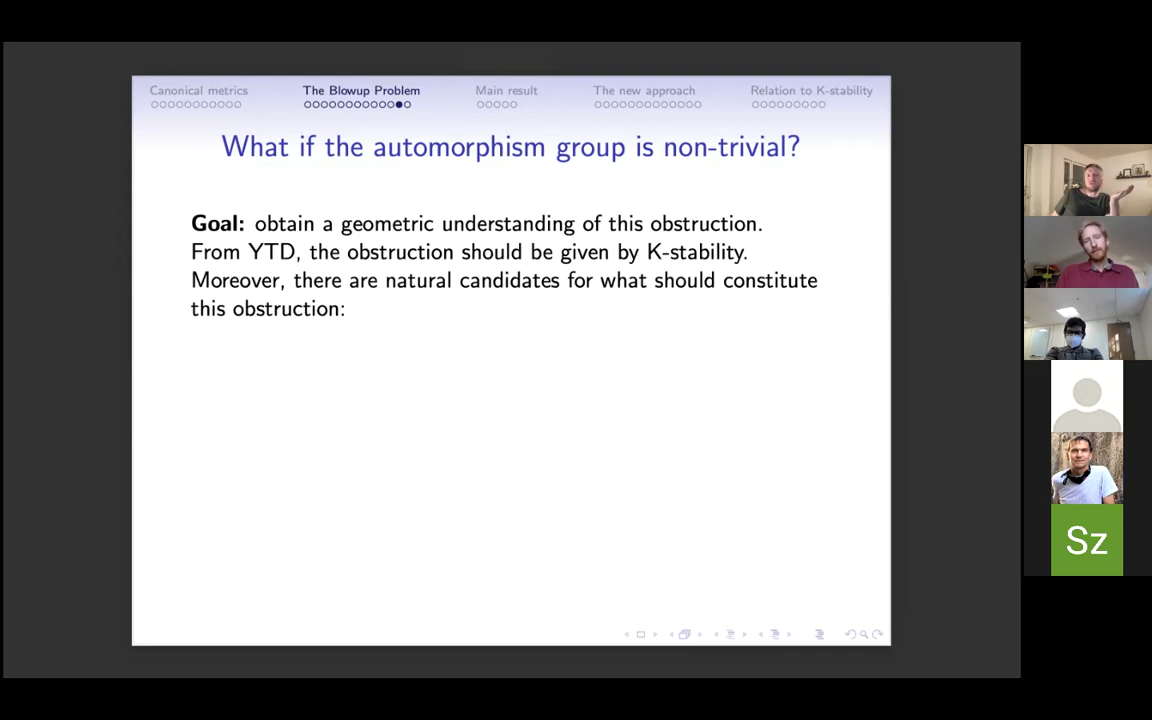 Canonical metrics
The Blowup Problem
Main result
The new approach
Relation to K-stability
What if the automorphism group is non-trivial?
Goal: obtain a geometric understanding of this obstruction.
From YTD, the obstruction should be given by K-stability.
Moreover, there are natural candidates for what should constitute
this obstruction:
Sz